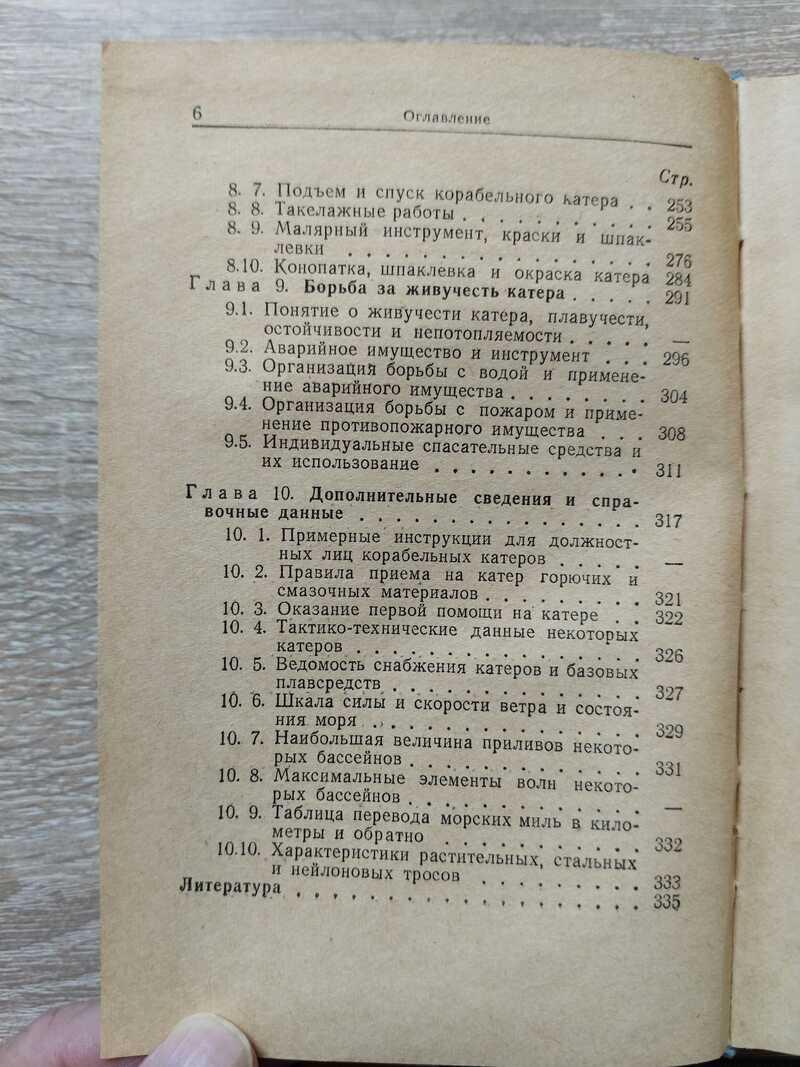 6 Оглавление
Стр.
8. 7. Подъем и спуск корабельного катера . . 253
8. 8. Такелажные работы . . . . . . . . . 255
8. 9. Малярный инструмент, краски и шпак-
левки . . . . . . . . . . . . . . 276
8.10. Конопатка, шпаклевка и окраска катера 284
Глава 9. Борьба за живучесть катера . . . . . 291
9.1. Понятие о живучести катера, плавучести,
остойчивости и непотопляемости . . . . . —
9.2. Аварийное имущество и инструмент . . . 296
9.3. Организаций борьбы с водой и примене-
ние аварийного имущества . . . . . . . . 304
9.4. Организация борьбы с пожаром и приме-
нение противопожарного имущества . . . 308
9.5. Индивидуальные спасательные средства и
их использование . . . . . . . . . . . . 311
Глава 10. Дополнительные сведения и спра-
вочные данные . . . . . . . . . . . . . . . 317
10. 1. Примерные инструкции для должност-
ных лиц корабельных катеров . . . . . —
10. 2. Правила приема на катер горючих и
смазочных материалов . . . . . . . . . 321
10. 3. Оказание первой помощи на катере . . 322
10. 4. Тактико-технические данные некоторых
катеров . . . . . . . . . . . . . . . . 326
10. 5. Ведомость снабжения катеров и базовых
плавсредств . . . . . . . . . . . . . . 327
10. 6. Шкала силы и скорости ветра и состоя-
ния моря . . . . . . . . . . . . . . . 329
10. 7. Наибольшая величина приливов некото-
рых бассейнов . . . . . . . . . . . . . 331
10. 8. Максимальные элементы волн некото-
рых бассейнов . . . . . . . . . . . . . —
10. 9. Таблица перевода морских миль в кило-
метры и обратно . . . . . . . . . . . 332
10.10. Характеристики растительных, стальных
и нейлоновых тросов . . . . . . . . . 333
Литература . . . . . . . . . . . . . . . . . . 335